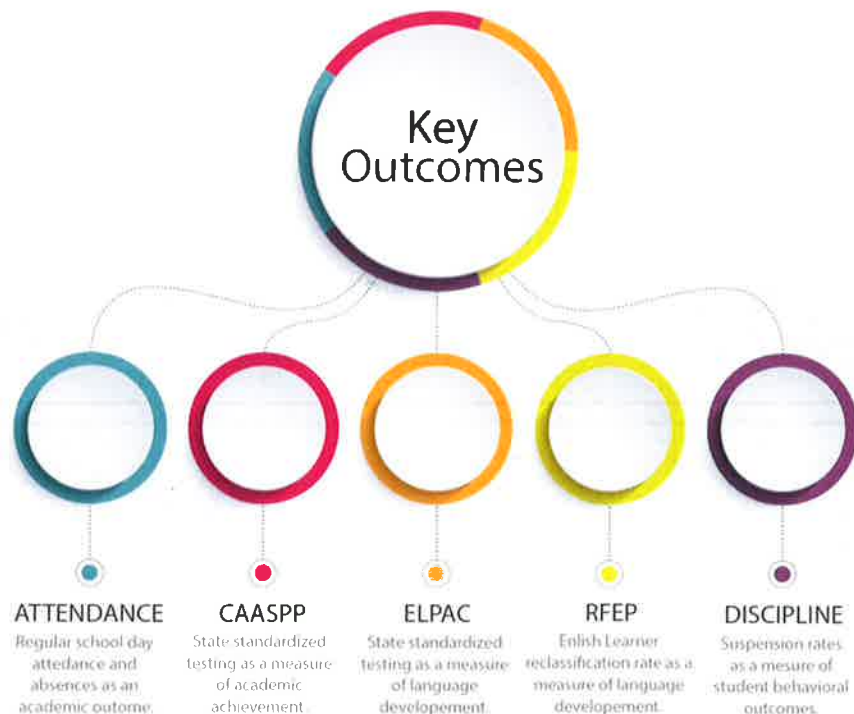 Key
Outcomes
ATTENDANCE
Regular school day
attedance and
absences as an
academic outome.
CAASPP
State standardized
testing as a measure
of academic
achievement.
ELPAC
State standardized
testing as a measure
of language
developement.
RFEP
Enlish Learner
reclassification rate as a
measure of language
developement.
DISCIPLINE
Suspension rates
as a mesure of
student behavioral
outcomes.